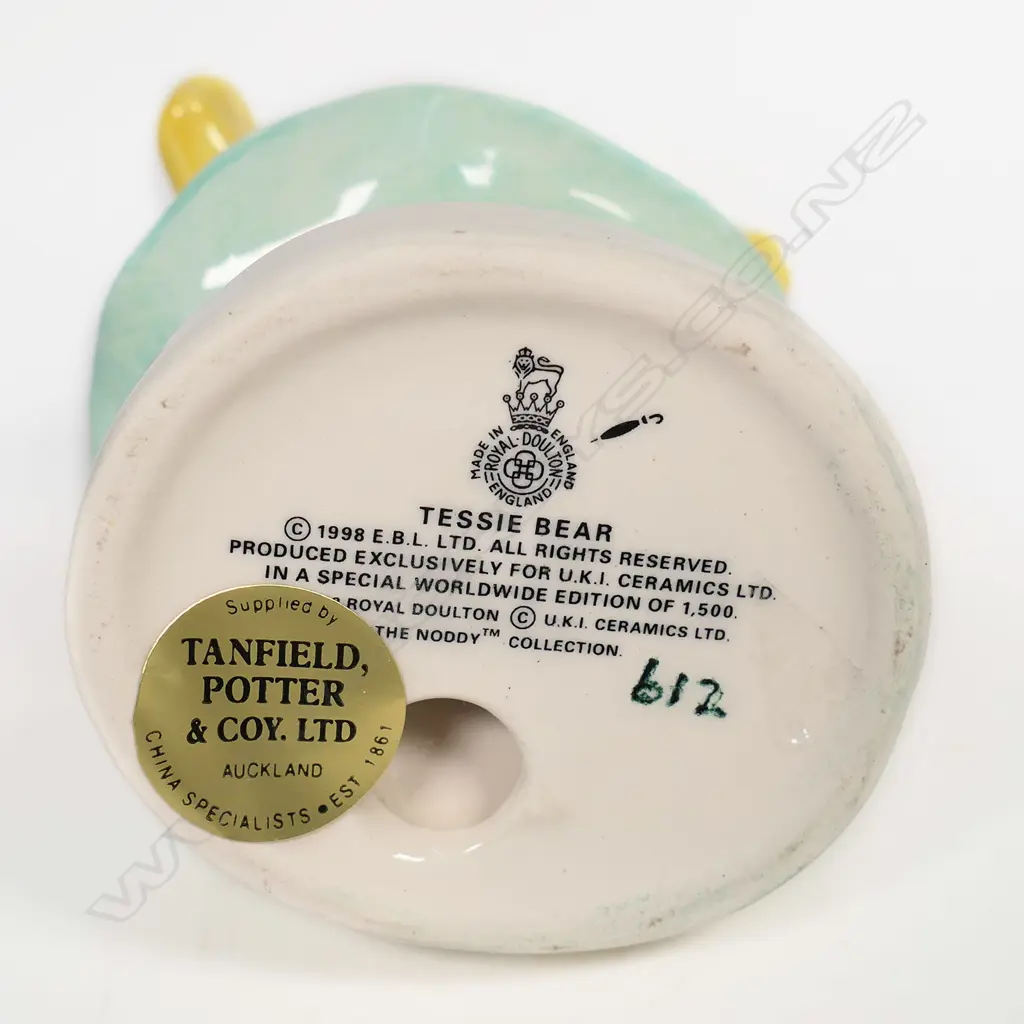 MADE IN ENGLAND
ROYAL·DOULTON
ENGLAND
TESSIE BEAR
© 1998 E.B.L. LTD. ALL RIGHTS RESERVED.
PRODUCED EXCLUSIVELY FOR U.K.I. CERAMICS LTD.
IN A SPECIAL WORLDWIDE EDITION OF 1,500.
ROYAL DOULTON © U.K.I. CERAMICS LTD.
THE NODDY™ COLLECTION.
612
Supplied by
TANFIELD,
POTTER
& COY. LTD
AUCKLAND
CHINA SPECIALISTS • EST 1861